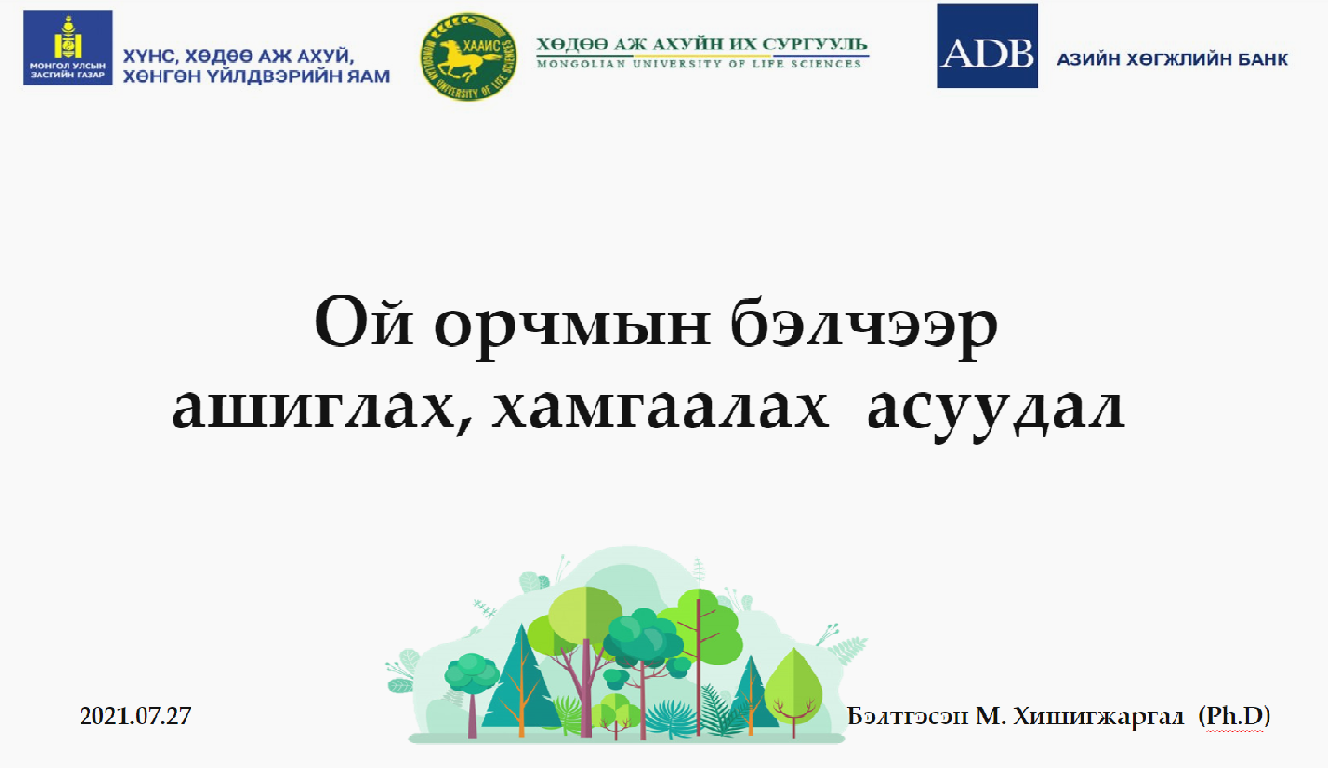 МОНГОЛ УЛСЫН
ЗАСГИЙН ГАЗАР
ХҮНС, ХӨДӨӨ АЖ АХУЙ,
ХӨНГӨН ҮЙЛДВЭРИЙН ЯАМ
ХААИС
MONGOLIAN UNIVERSITY OF LIFE SCIENCES
ХӨДӨӨ АЖ АХУЙН ИХ СУРГУУЛЬ
MONGOLIAN UNIVERSITY OF LIFE SCIENCES
ADB
АЗИЙН ХӨГЖЛИЙН БАНК
Ой орчмын бэлчээр
ашиглах, хамгаалах асуудал
2021.07.27
Бэлтгэсэн М. Хишигжаргал (Ph.D)